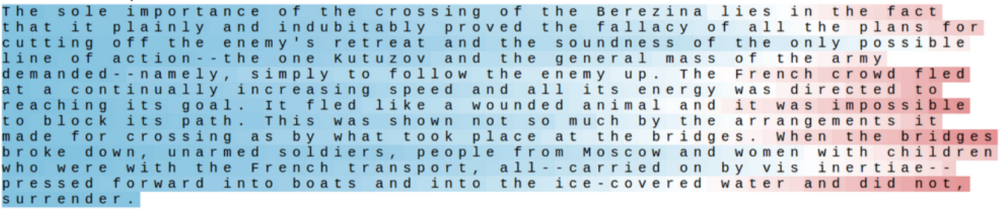 The sole importance of the crossing of the Berezina lies in the fact
that it plainly and indubitably proved the fallacy of all the plans for
cutting off the enemy's retreat and the soundness of the only possible
line of action--the one Kutuzov and the general mass of the army
demanded--namely, simply to follow the enemy up. The French crowd fled
at a continually increasing speed and all its energy was directed to
reaching its goal. It fled like a wounded animal and it was impossible
to block its path. This was shown not so much by the arrangements it
made for crossing as by what took place at the bridges. When the bridges
broke down, unarmed soldiers, people from Moscow and women with children
who were with the French transport, all--carried on by vis inertiae--
pressed forward into boats and into the ice-covered water and did not,
surrender.